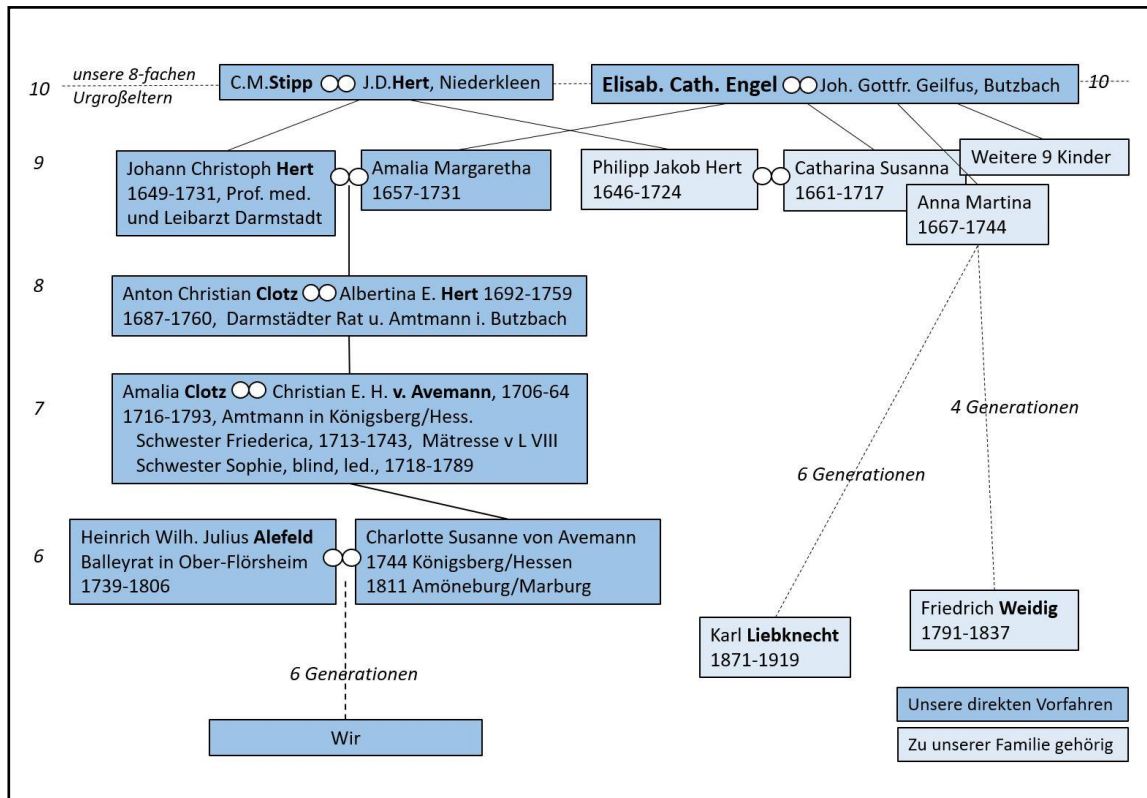 unsere 8-fachen
Urgroßeltern
10
C.M.Stipp J.D.Hert, Niederkleen
Elisab. Cath. Engel Joh. Gottfr. Geilfus, Butzbach
10
9
Johann Christoph Hert
1649-1731, Prof. med.
und Leibarzt Darmstadt
Amalia Margaretha
1657-1731
Philipp Jakob Hert
1646-1724
Catharina Susanna
1661-1717
Weitere 9 Kinder
Anna Martina
1667-1744
8
Anton Christian Clotz Albertina E. Hert 1692-1759
1687-1760, Darmstädter Rat u. Amtmann i. Butzbach
7
Amalia Clotz Christian E. H. v. Avemann, 1706-64
1716-1793, Amtmann in Königsberg/Hess.
Schwester Friederica, 1713-1743, Mätresse v L VIII
Schwester Sophie, blind, led., 1718-1789
4 Generationen
6 Generationen
6
Heinrich Wilh. Julius Alefeld
Balleyrat in Ober-Flörsheim
1739-1806
Charlotte Susanne von Avemann
1744 Königsberg/Hessen
1811 Amöneburg/Marburg
Karl Liebknecht
1871-1919
Friedrich Weidig
1791-1837
6 Generationen
Wir
Unsere direkten Vorfahren
Zu unserer Familie gehörig